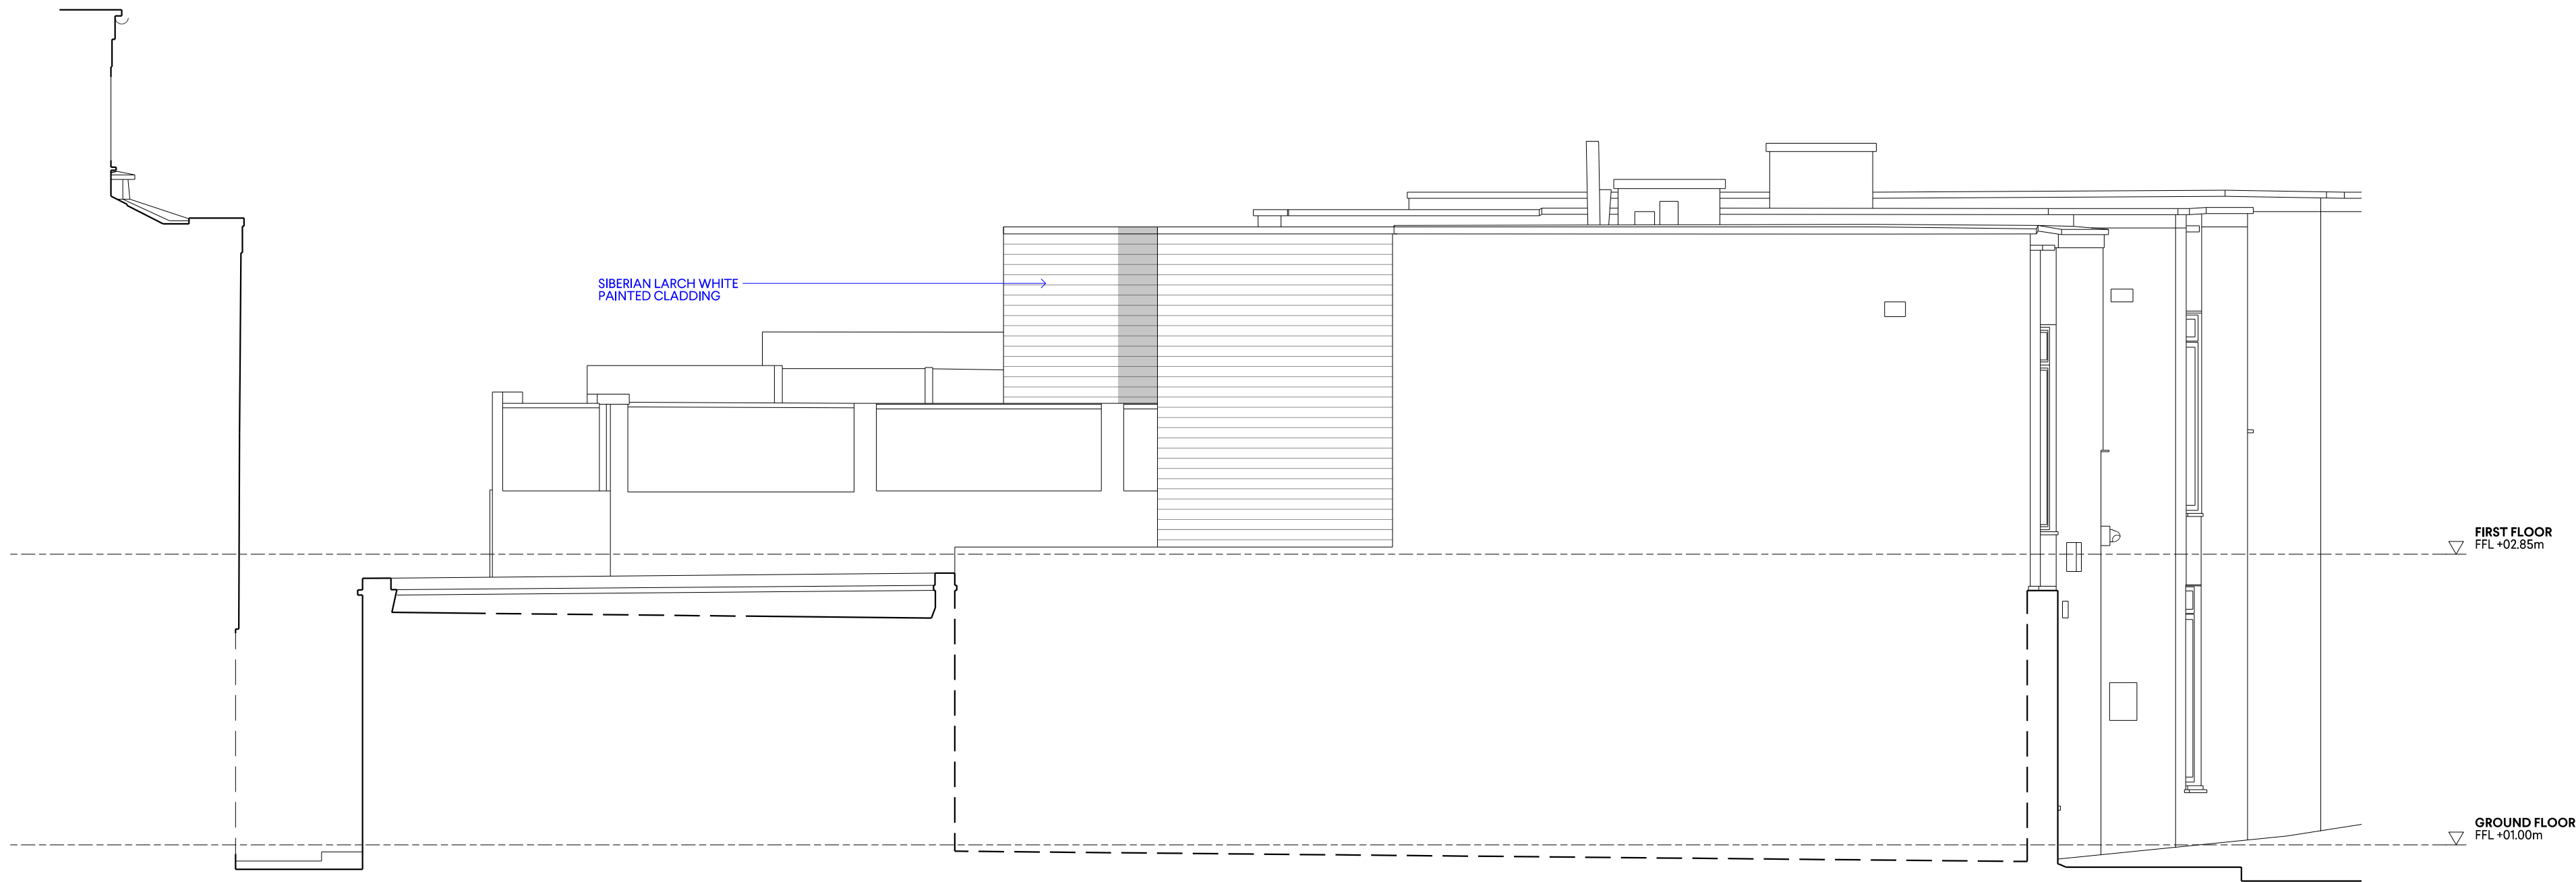 SIBERIAN LARCH WHITE
PAINTED CLADDING
FIRST FLOOR
FFL +02.85m
GROUND FLOOR
FFL +01.00m